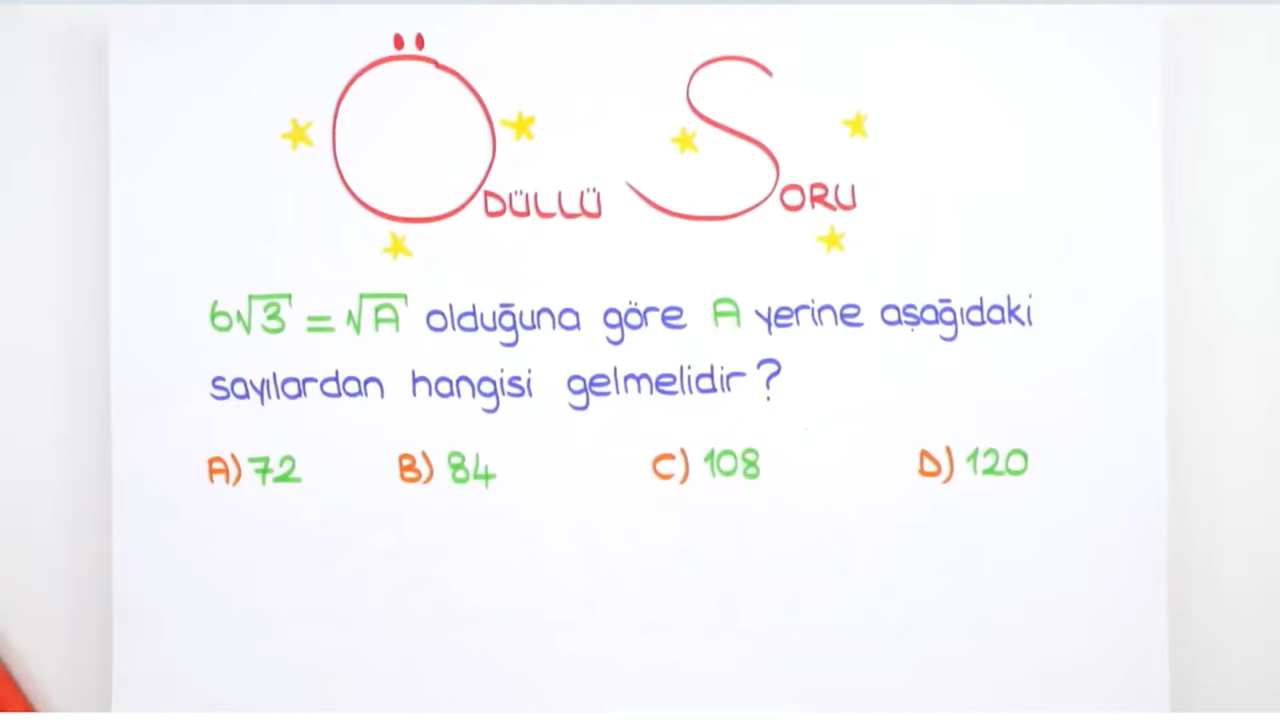 ÖDÜLLÜ SORU
6√3 = √A olduğuna göre A yerine aşağıdaki
sayılardan hangisi gelmelidir?
A) 72 B) 84 C) 108 D) 120